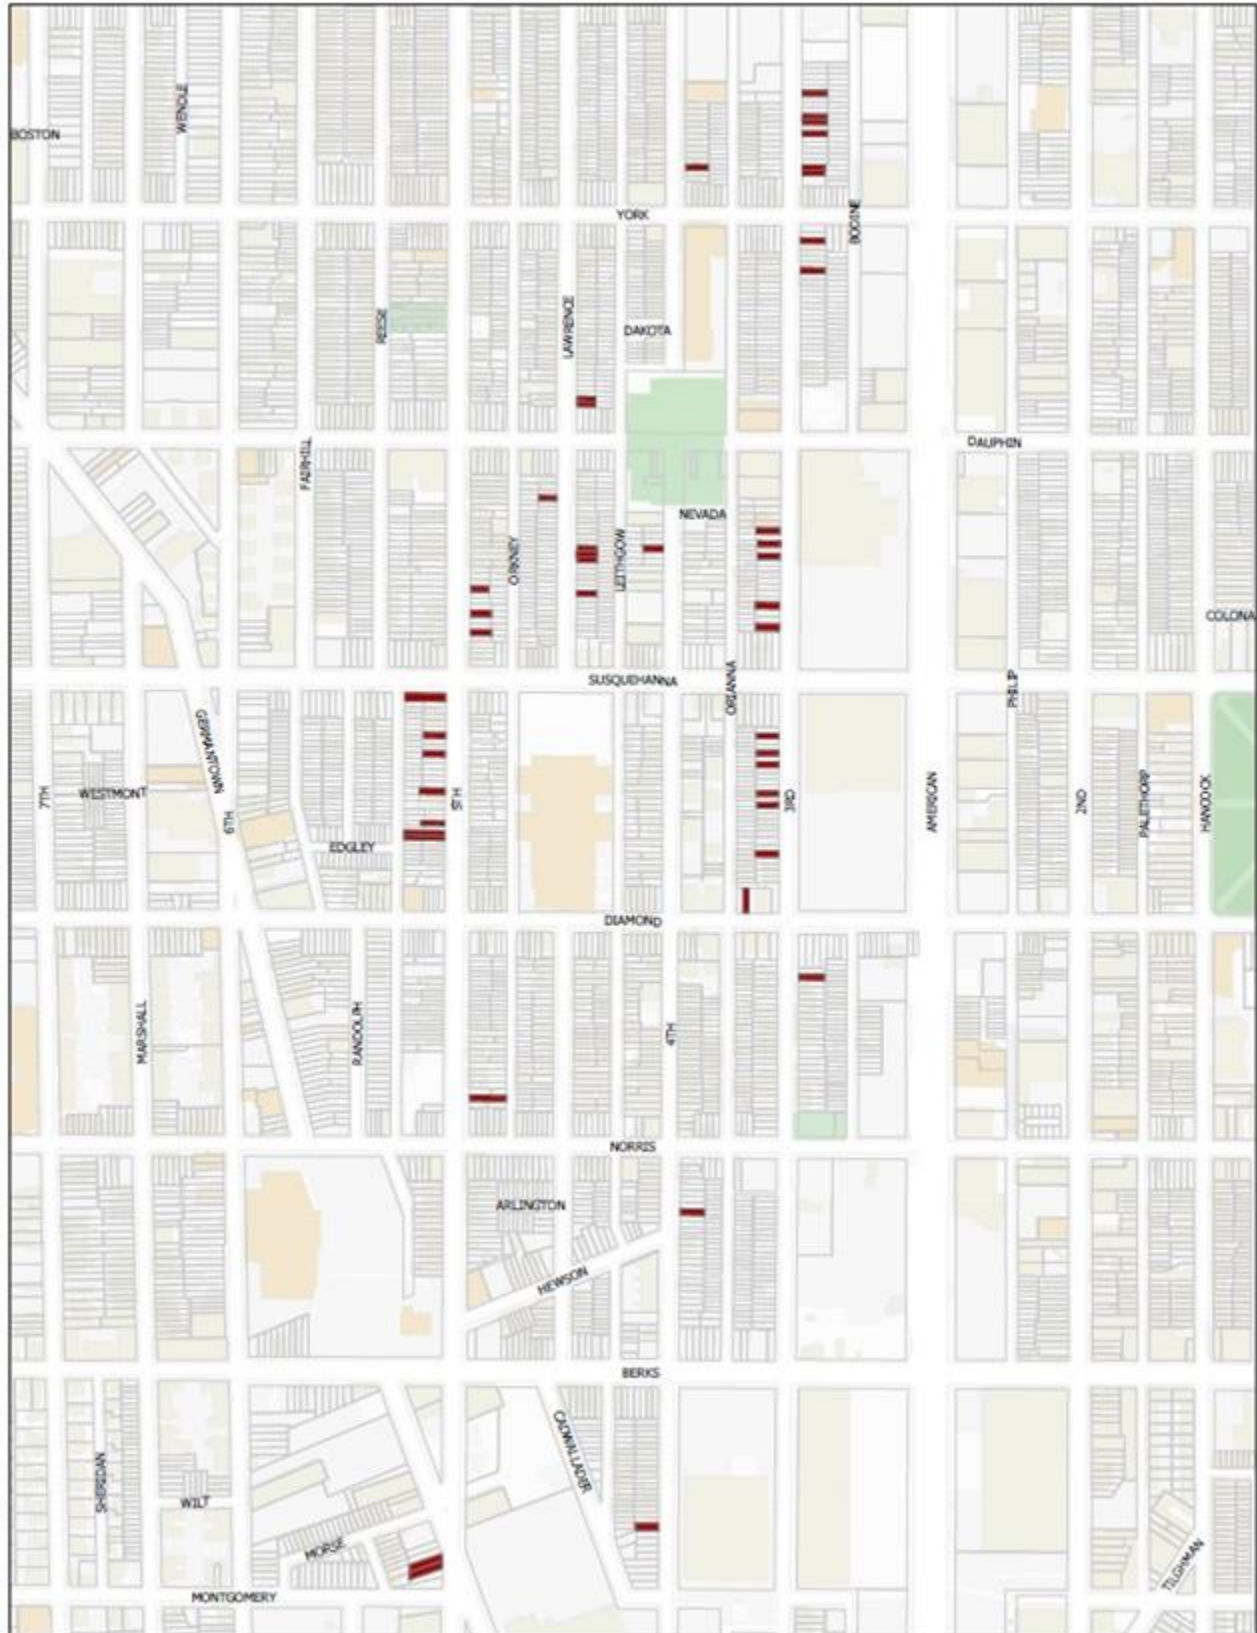 WENDLE
BOSTON
YORK
BODINE
REESE
LAWRENCE
DAKOTA
DAUPHIN
FAIRHILL
NEVADA
ORKNEY
LEITHGOW
COLONA
SUSQUEHANNA
ORIANNA
PHILIP
GERMANTOWN
7TH
WESTMONT
6TH
5TH
3RD
AMERICAN
2ND
PALETHORP
HANCOCK
EDGLEY
DIAMOND
MARSHALL
RANDOLPH
4TH
NORRIS
ARLINGTON
HEWSON
BERKS
CADWALLADER
SHERIDAN
WILT
MORSE
TILGHMAN
MONTGOMERY